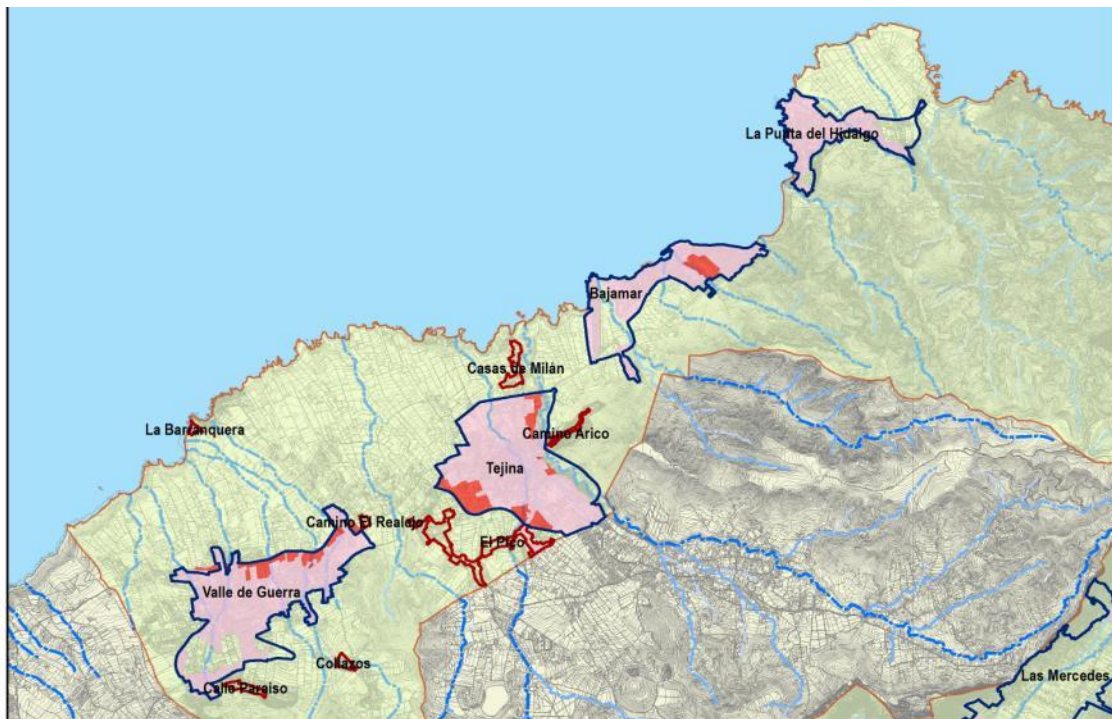 La Punta del Hidalgo
Bajamar
Casas de Milán
La Barranquera
Camino Arico
Tejina
Camino El Realejo
El Pico
Valle de Guerra
Collazos
Las Mercedes
Calle Paraiso